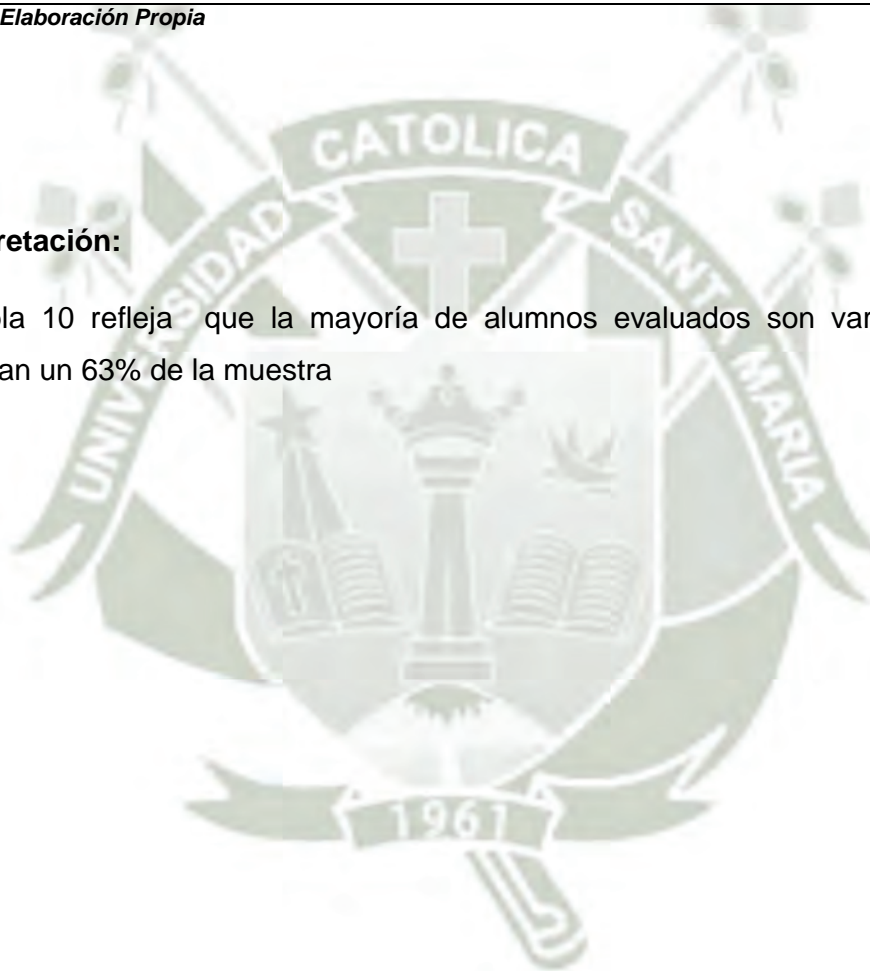 Elaboración Propia
CATOLICA
UNIVERSIDAD
SANTA MARIA
retación:
la 10 refleja que la mayoría de alumnos evaluados son var
an un 63% de la muestra
1961